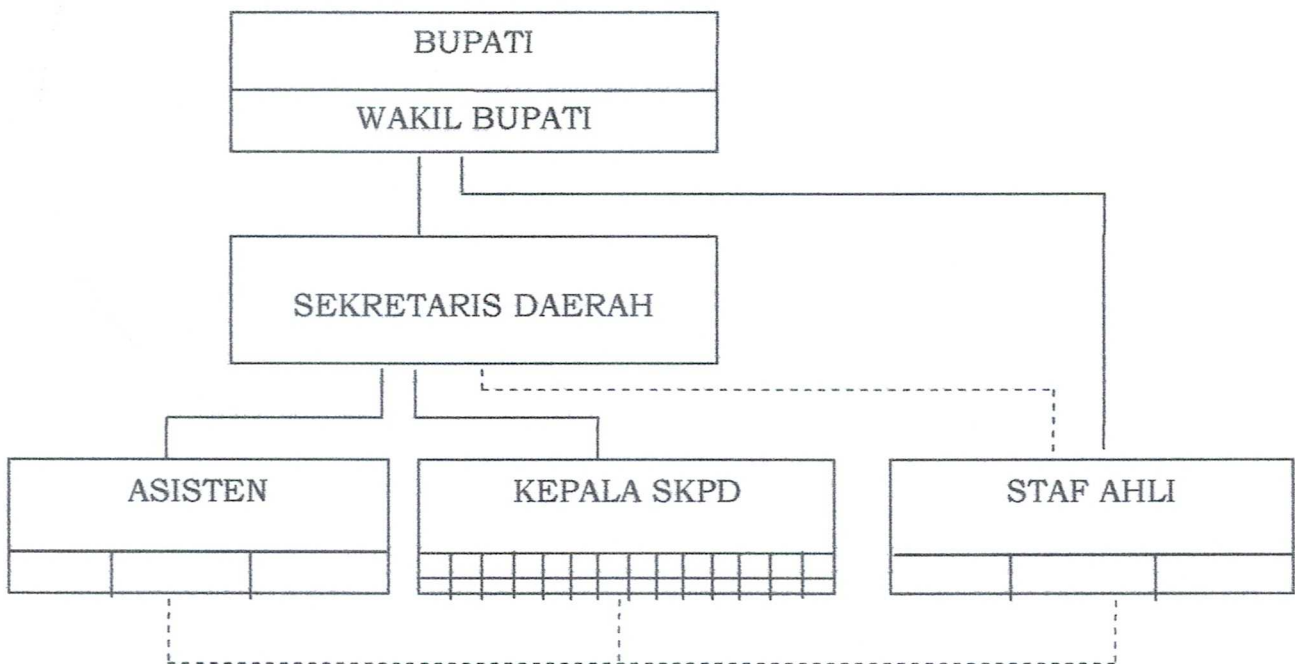 BUPATI
WAKIL BUPATI
SEKRETARIS DAERAH
ASISTEN
KEPALA SKPD
STAF AHLI